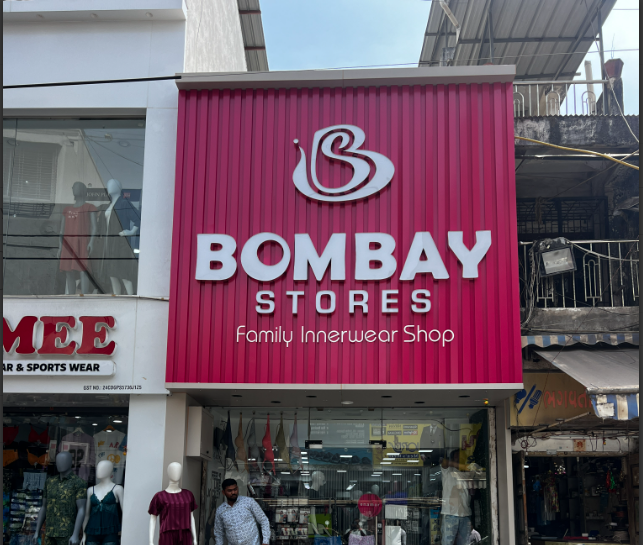 BOMBAY
STORES
Family Innerwear Shop
MEE
AR & SPORTS WEAR